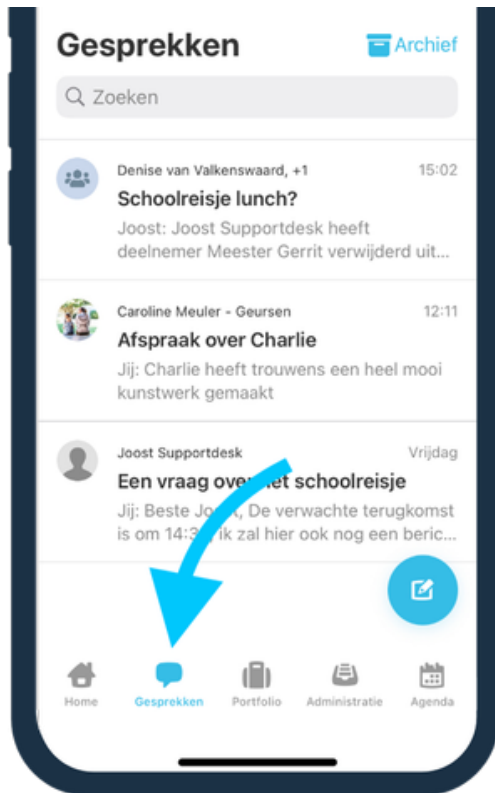 Gesprekken
Archief
Zoeken
Denise van Valkenswaard, +1
15:02
Schoolreisje lunch?
Joost: Joost Supportdesk heeft
deelnemer Meester Gerrit verwijderd uit...
Caroline Meuler - Geursen
12:11
Afspraak over Charlie
Jij: Charlie heeft trouwens een heel mooi
kunstwerk gemaakt
Joost Supportdesk
Vrijdag
Een vraag over het schoolreisje
Jij: Beste Joost, De verwachte terugkomst
is om 14:3 ik zal hier ook nog een beric...
Home
Gesprekken
Portfolio
Administratie
Agenda